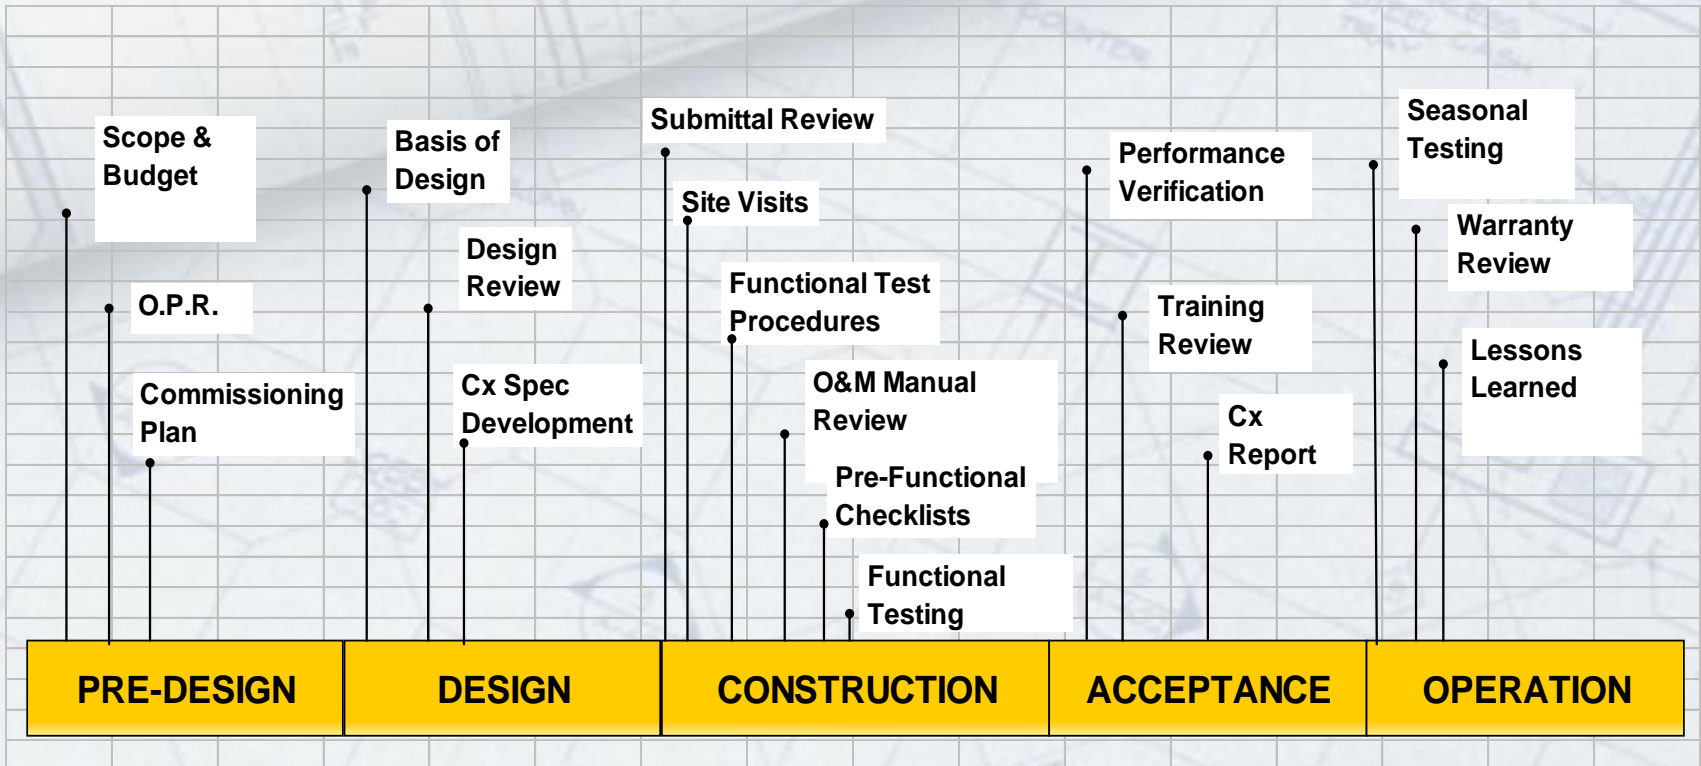 Scope &
Budget
O.P.R.
Commissioning
Plan
Basis of
Design
Design
Review
Cx Spec
Development
Submittal Review
Site Visits
Functional Test
Procedures
O&M Manual
Review
Pre-Functional
Checklists
Functional
Testing
Performance
Verification
Training
Review
Cx
Report
Seasonal
Testing
Warranty
Review
Lessons
Learned
PRE-DESIGN
DESIGN
CONSTRUCTION
ACCEPTANCE
OPERATION